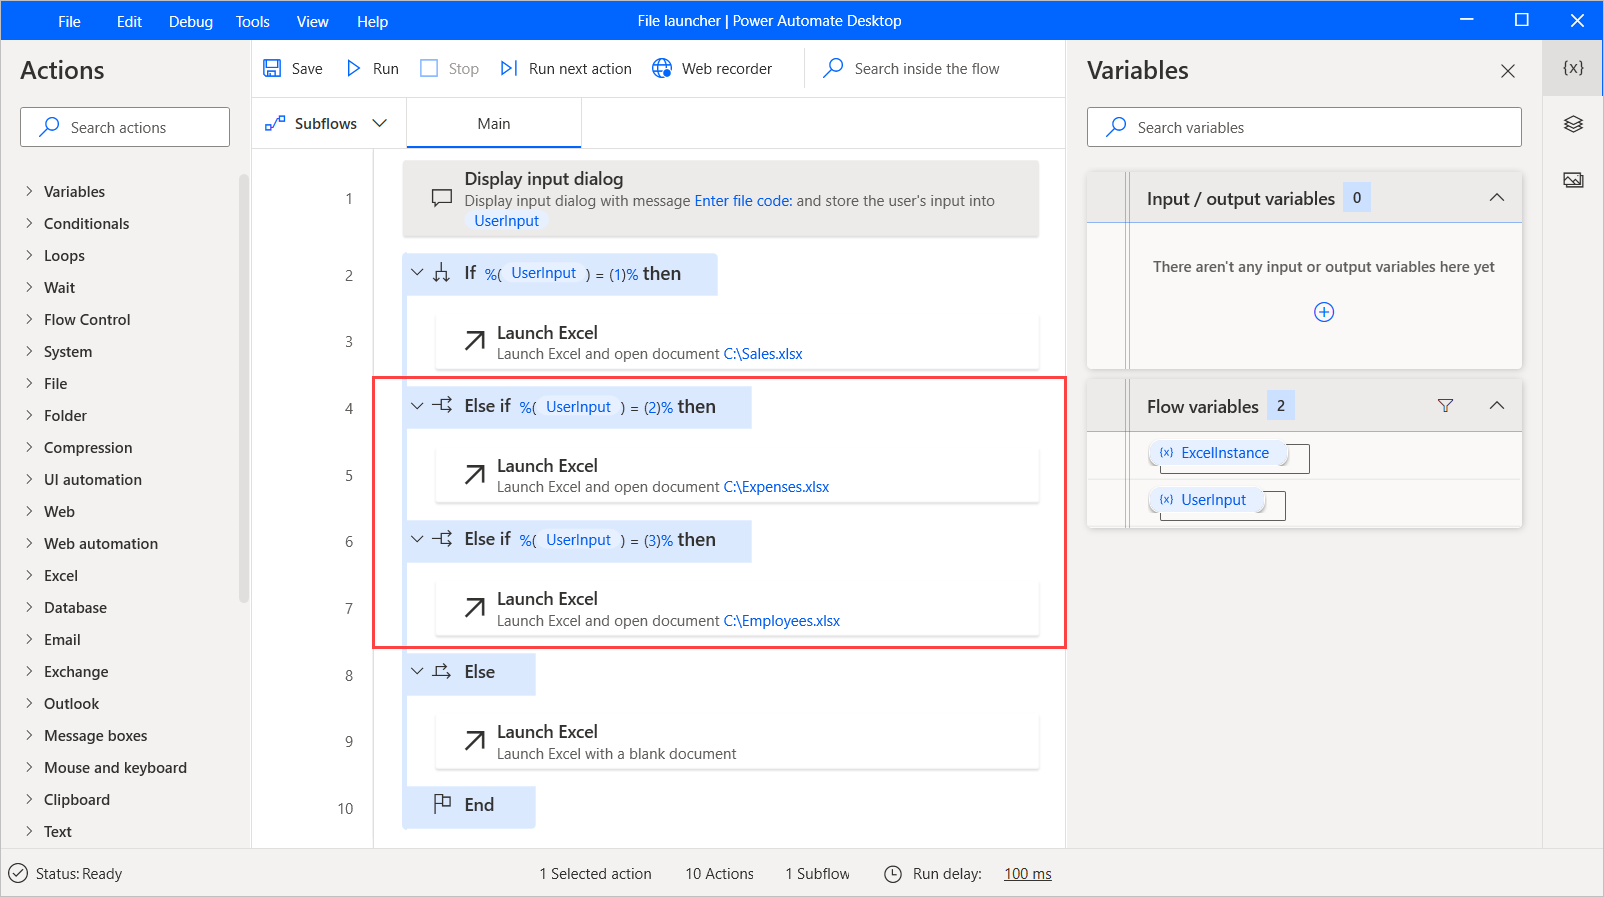 File Edit Debug Tools View Help
File launcher | Power Automate Desktop
Actions
Search actions
Variables
Conditionals
Loops
Wait
Flow Control
System
File
Folder
Compression
UI automation
Web
Web automation
Excel
Database
Email
Exchange
Outlook
Message boxes
Mouse and keyboard
Clipboard
Text
Save Run Stop Run next action Web recorder Search inside the flow
Subflows Main
1 Display input dialog
Display input dialog with message Enter file code: and store the user's input into
UserInput
2 If %( UserInput ) = (1)% then
3 Launch Excel
Launch Excel and open document C:\Sales.xlsx
4 Else if %( UserInput ) = (2)% then
5 Launch Excel
Launch Excel and open document C:\Expenses.xlsx
6 Else if %( UserInput ) = (3)% then
7 Launch Excel
Launch Excel and open document C:\Employees.xlsx
8 Else
9 Launch Excel
Launch Excel with a blank document
10 End
Variables
{x}
Search variables
Input / output variables 0
There aren't any input or output variables here yet
Flow variables 2
{x} ExcelInstance
{x} UserInput
Status: Ready 1 Selected action 10 Actions 1 Subflow Run delay: 100 ms